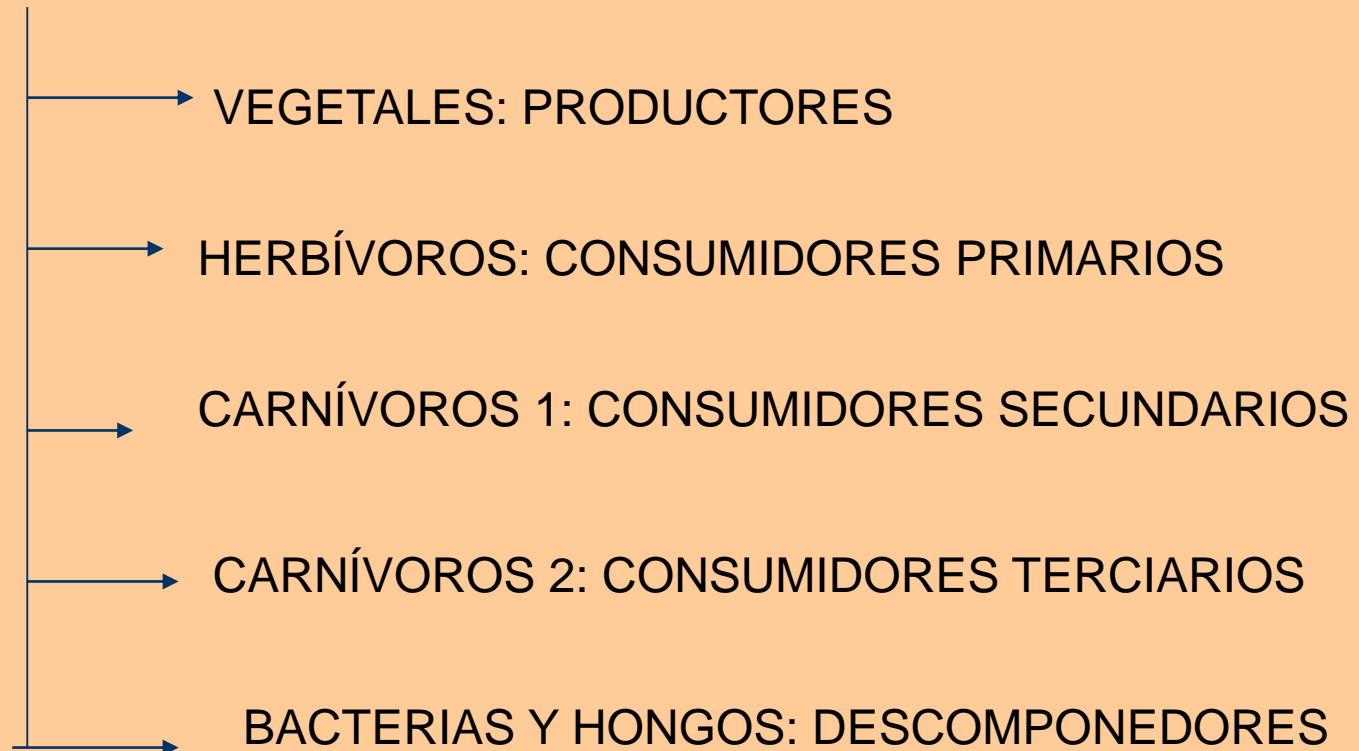 VEGETALES: PRODUCTORES
HERBÍVOROS: CONSUMIDORES PRIMARIOS
CARNÍVOROS 1: CONSUMIDORES SECUNDARIOS
CARNÍVOROS 2: CONSUMIDORES TERCIARIOS
BACTERIAS Y HONGOS: DESCOMPONEDORES